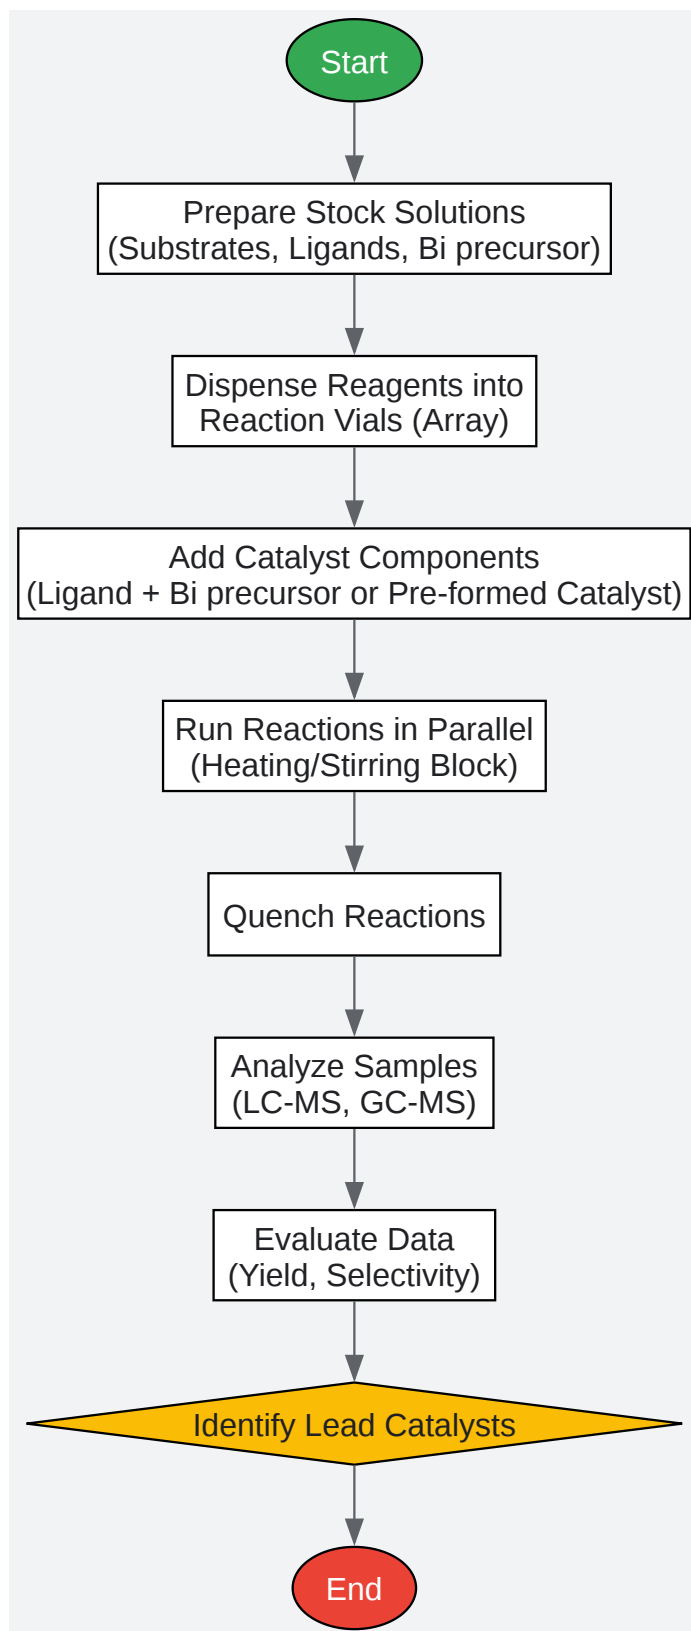 Start
Prepare Stock Solutions
(Substrates, Ligands, Bi precursor)
Dispense Reagents into
Reaction Vials (Array)
Add Catalyst Components
(Ligand + Bi precursor or Pre-formed Catalyst)
Run Reactions in Parallel
(Heating/Stirring Block)
Quench Reactions
Analyze Samples
(LC-MS, GC-MS)
Evaluate Data
(Yield, Selectivity)
Identify Lead Catalysts
End